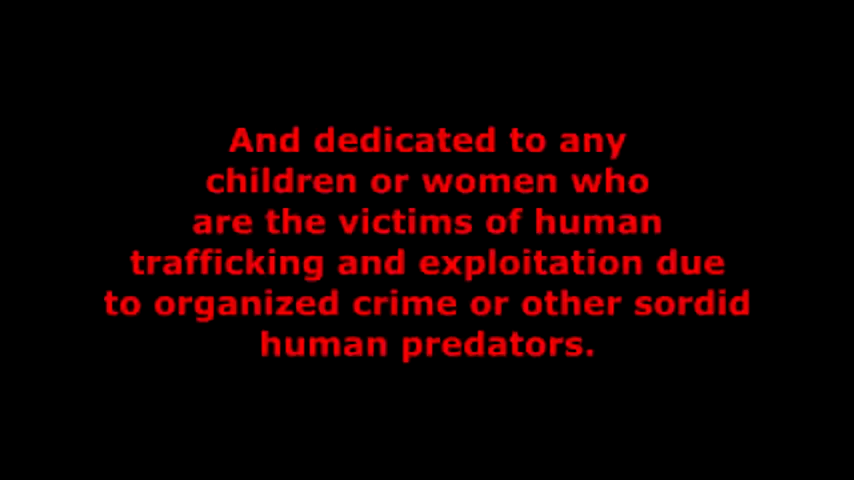 And dedicated to any
children or women who
are the victims of human
trafficking and exploitation due
to organized crime or other sordid
human predators.